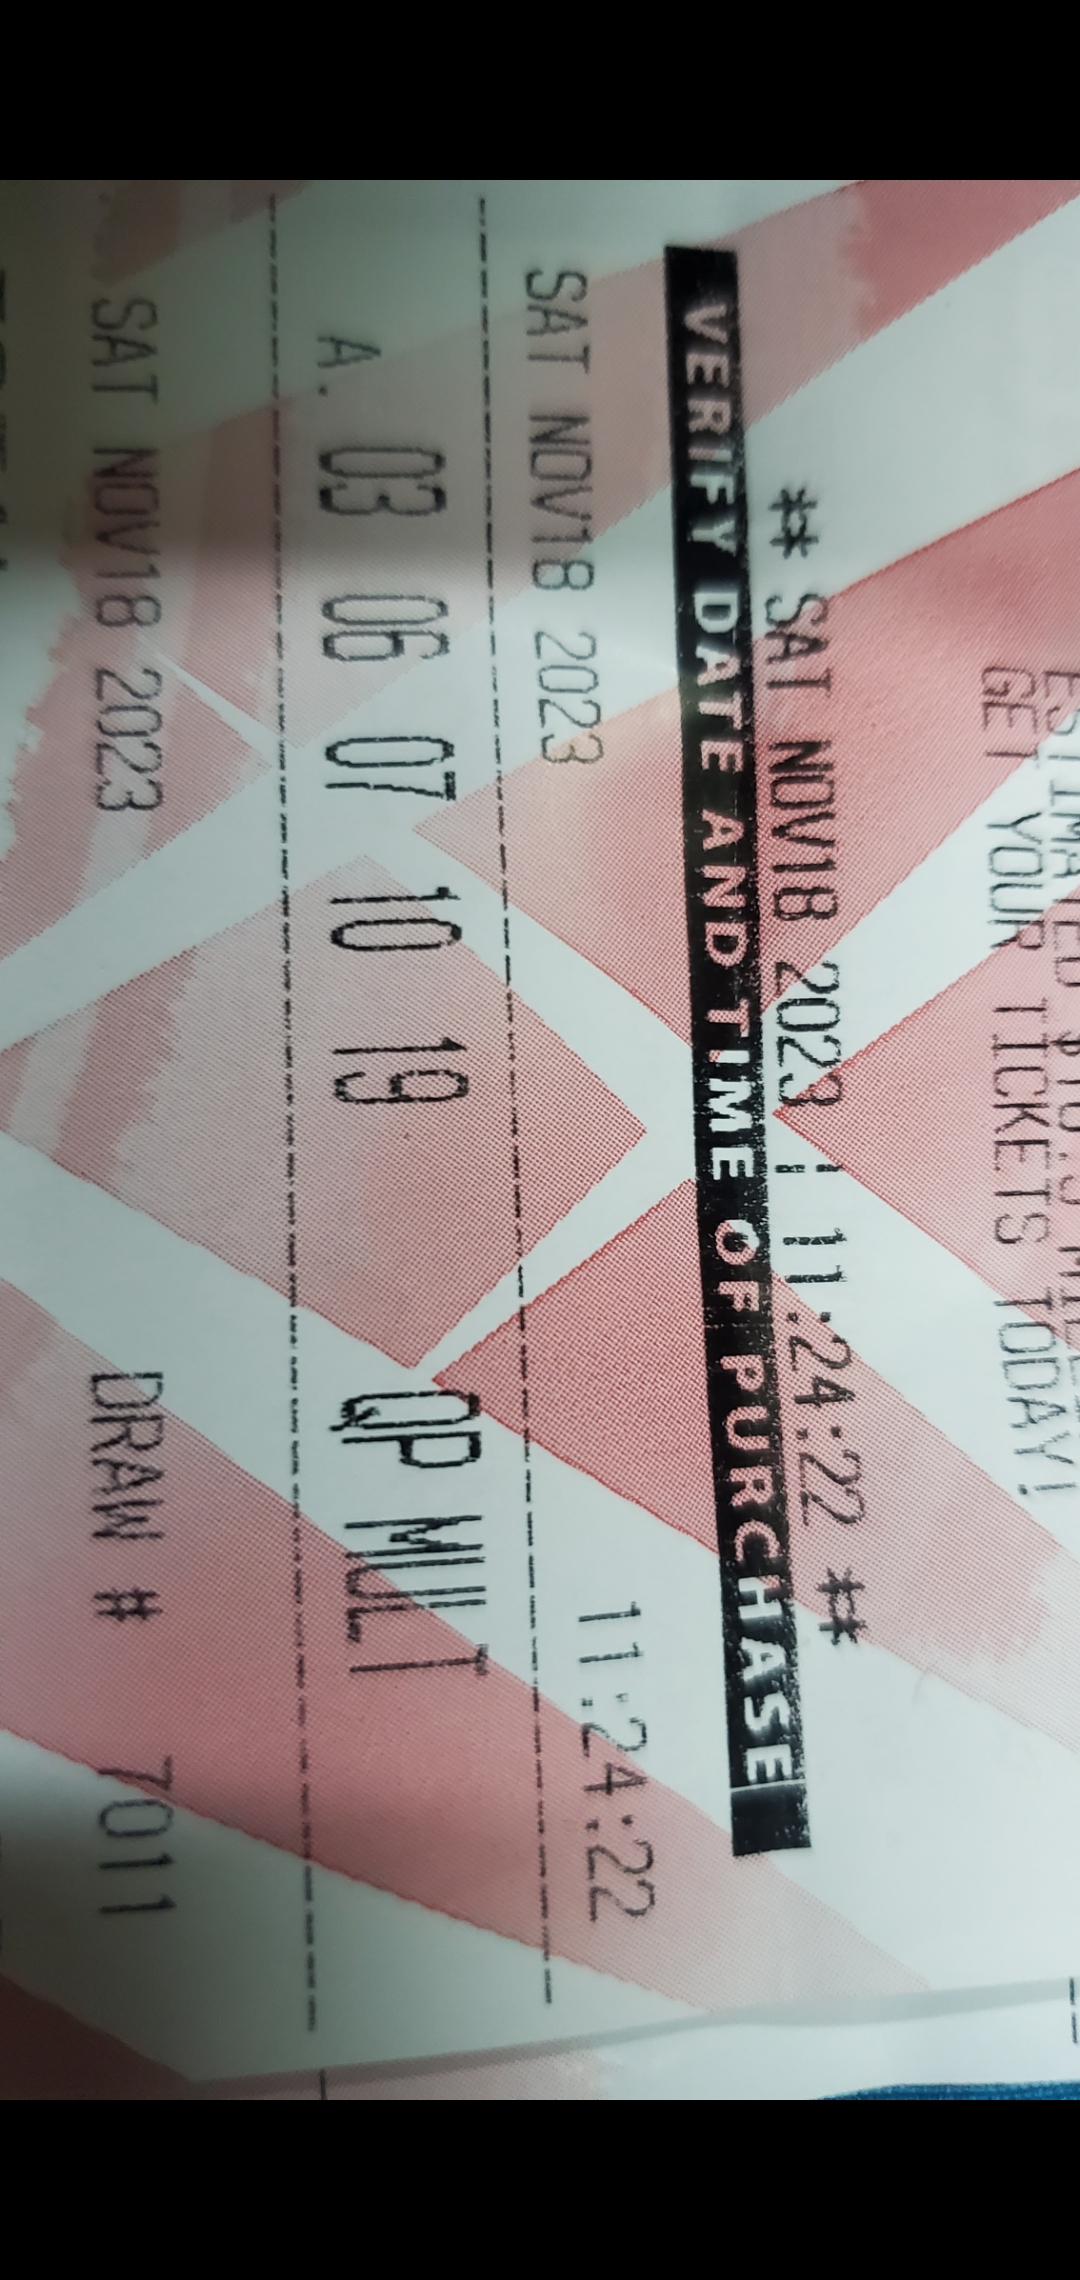 GET YOUR TICKETS TODAY!
** SAT NOV18 2023 | 11:24:22 **
VERIFY DATE AND TIME OF PURCHASE
SAT NOV18 2023 11:24:22
A. 03 06 07 10 19 QP MULT
SAT NOV18 2023 DRAW # 7011